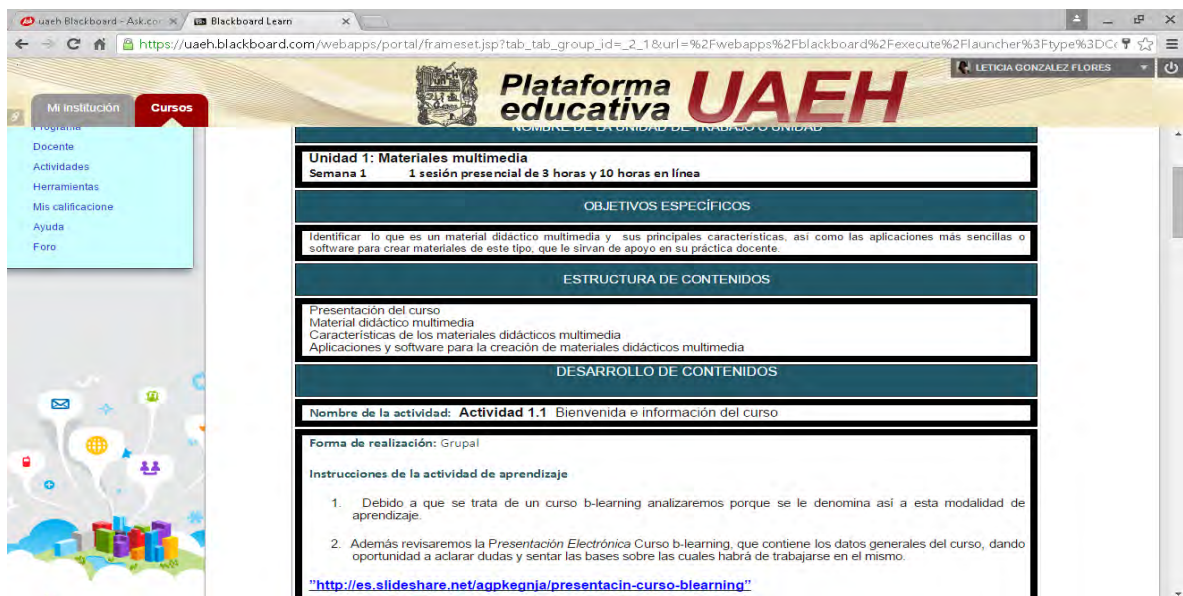 uaeh Blackboard - Ask.cor
Blackboard Learn
https://uaeh.blackboard.com/webapps/portal/frameset.jsp?tab_tab_group_id=_2_1&url=%2Fwebapps%2Fblackboard%2Fexecute%2Flauncher%3Ftype%3DC
LETICIA GONZALEZ FLORES
Plataforma
educativa UAEH
Mi institución
Cursos
Programa
Docente
Actividades
Herramientas
Mis calificacione
Ayuda
Foro
NOMBRE DE LA UNIDAD DE TRABAJO O UNIDAD
Unidad 1: Materiales multimedia
Semana 1 1 sesión presencial de 3 horas y 10 horas en línea
OBJETIVOS ESPECÍFICOS
Identificar lo que es un material didáctico multimedia y sus principales características, así como las aplicaciones más sencillas o
software para crear materiales de este tipo, que le sirvan de apoyo en su práctica docente.
ESTRUCTURA DE CONTENIDOS
Presentación del curso
Material didáctico multimedia
Características de los materiales didácticos multimedia
Aplicaciones y software para la creación de materiales didácticos multimedia
DESARROLLO DE CONTENIDOS
Nombre de la actividad: Actividad 1.1 Bienvenida e información del curso
Forma de realización: Grupal
Instrucciones de la actividad de aprendizaje
1. Debido a que se trata de un curso b-learning analizaremos porque se le denomina así a esta modalidad de
aprendizaje.
2. Además revisaremos la Presentación Electrónica Curso b-learning, que contiene los datos generales del curso, dando
oportunidad a aclarar dudas y sentar las bases sobre las cuales habrá de trabajarse en el mismo.
"http://es.slideshare.net/agpkegnja/presentacin-curso-blearning"